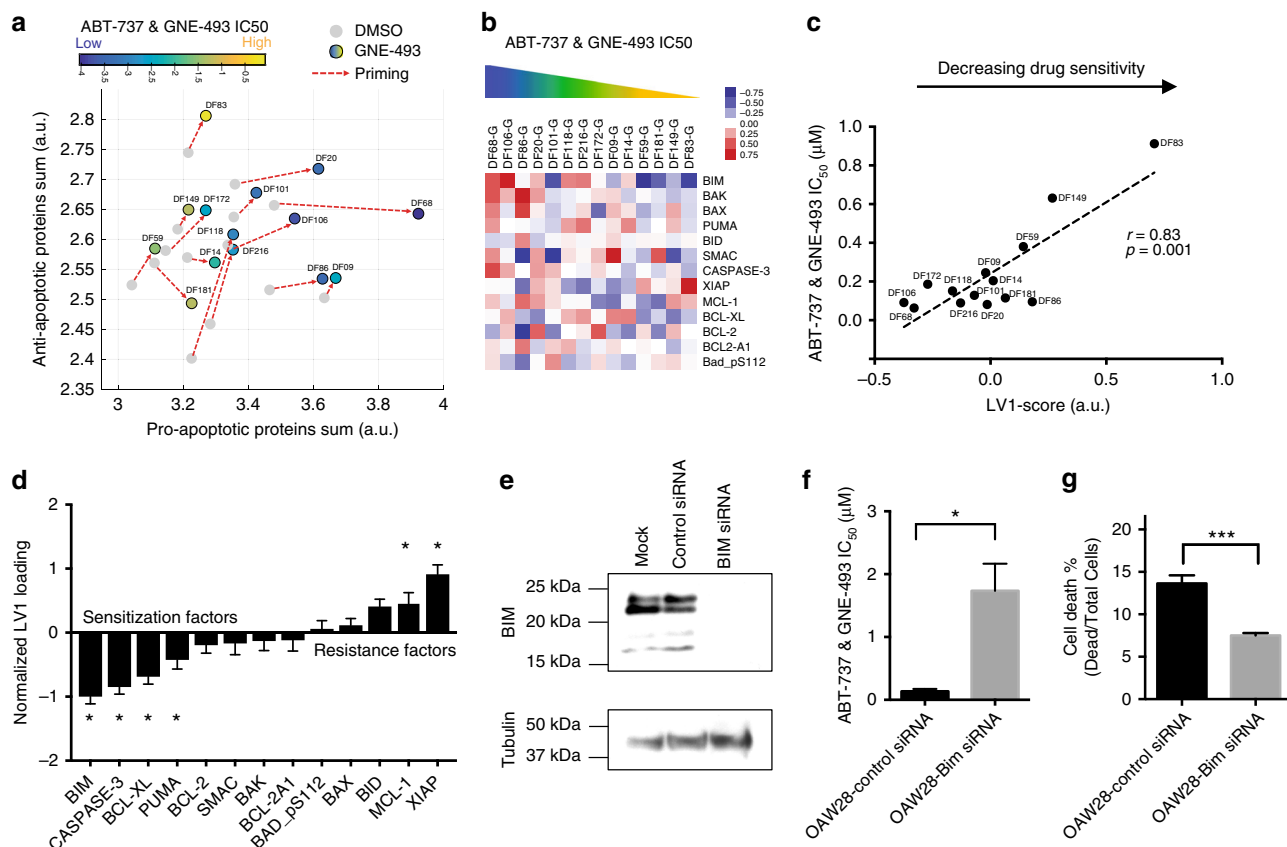 a
ABT-737 & GNE-493 IC50
Low
High
-4
-3.5
-3
-2.5
-2
-1.5
-1
-0.5
DMSO
GNE-493
Priming
Anti-apoptotic proteins sum (a.u.)
2.8
2.75
2.7
2.65
2.6
2.55
2.5
2.45
2.4
2.35
DF83
DF20
DF101
DF68
DF149
DF172
DF106
DF118
DF59
DF14
DF216
DF86
DF09
DF181
3
3.2
3.4
3.6
3.8
4
Pro-apoptotic proteins sum (a.u.)
b
ABT-737 & GNE-493 IC50
−0.75
−0.50
−0.25
0.00
0.25
0.50
0.75
DF68-G
DF106-G
DF86-G
DF20-G
DF101-G
DF118-G
DF216-G
DF172-G
DF09-G
DF14-G
DF59-G
DF181-G
DF149-G
DF83-G
BIM
BAK
BAX
PUMA
BID
SMAC
CASPASE-3
XIAP
MCL-1
BCL-XL
BCL-2
BCL2-A1
Bad_pS112
c
Decreasing drug sensitivity
ABT-737 & GNE-493 IC50 (μM)
1.0
0.8
0.6
0.4
0.2
0.0
DF83
DF149
DF59
DF09
DF172
DF118
DF14
DF106
DF101
DF181
DF86
DF68
DF216
DF20
r = 0.83
p = 0.001
−0.5
0.0
0.5
1.0
LV1-score (a.u.)
d
Normalized LV1 loading
2
1
0
−1
−2
Sensitization factors
Resistance factors
* *
* * * *
BIM
CASPASE-3
BCL-XL
PUMA
BCL-2
SMAC
BAK
BCL-2A1
BAD_pS112
BAX
BID
MCL-1
XIAP
e
Mock
Control siRNA
BIM siRNA
BIM
25 kDa
20 kDa
15 kDa
Tubulin
50 kDa
37 kDa
f
ABT-737 & GNE-493 IC50 (μM)
3
2
1
0
*
OAW28-control siRNA
OAW28-Bim siRNA
g
Cell death %
(Dead/Total Cells)
20
15
10
5
0
***
OAW28-control siRNA
OAW28-Bim siRNA